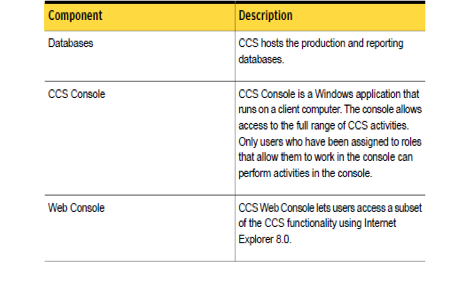 Component Description
Databases CCS hosts the production and reporting
databases.
CCS Console CCS Console is a Windows application that
runs on a client computer. The console allows
access to the full range of CCS activities.
Only users who have been assigned to roles
that allow them to work in the console can
perform activities in the console.
Web Console CCS Web Console lets users access a subset
of the CCS functionality using Internet
Explorer 8.0.